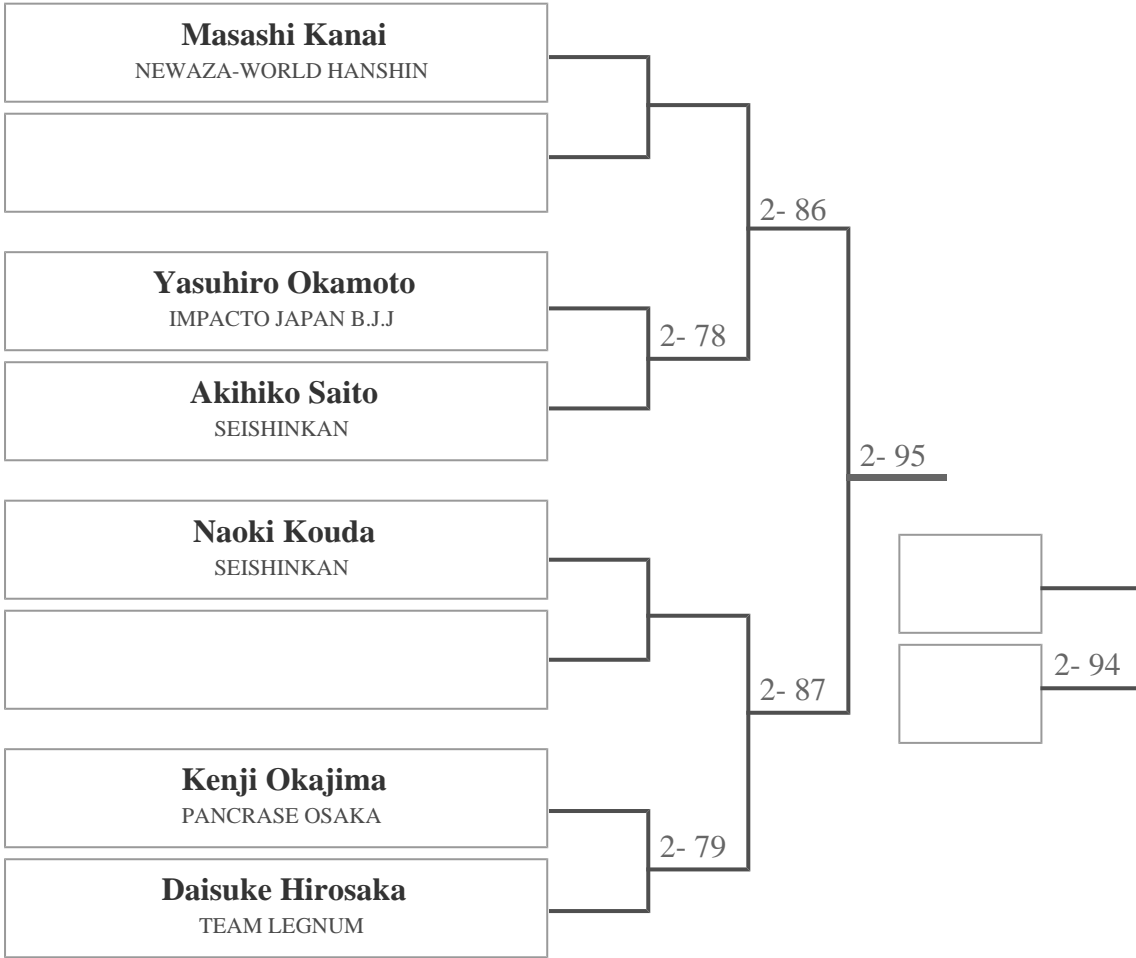 Masashi Kanai
NEWAZA-WORLD HANSHIN
2- 86
Yasuhiro Okamoto
IMPACTO JAPAN B.J.J
2- 78
Akihiko Saito
SEISHINKAN
2- 95
Naoki Kouda
SEISHINKAN
2- 94
2- 87
Kenji Okajima
PANCRASE OSAKA
2- 79
Daisuke Hirosaka
TEAM LEGNUM